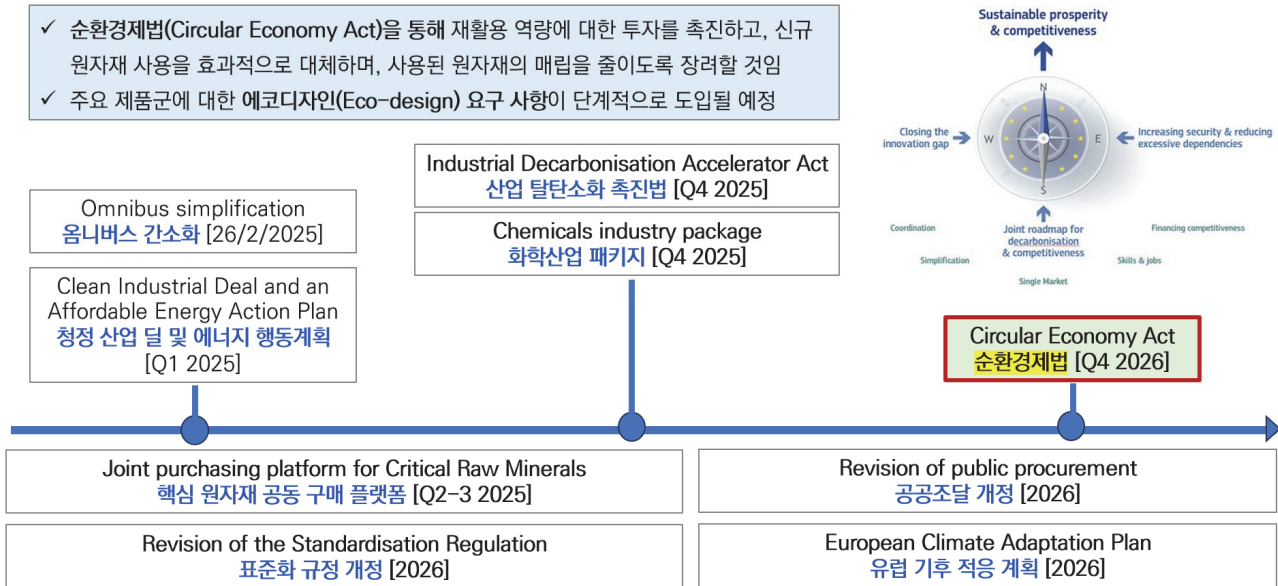 ✓ 순환경제법(Circular Economy Act)을 통해 재활용 역량에 대한 투자를 촉진하고, 신규
원자재 사용을 효과적으로 대체하며, 사용된 원자재의 매립을 줄이도록 장려할 것임
✓ 주요 제품군에 대한 에코디자인(Eco-design) 요구 사항이 단계적으로 도입될 예정
Sustainable prosperity
& competitiveness
N
Closing the
innovation gap
W
E
Increasing security & reducing
excessive dependencies
S
Joint roadmap for
decarbonisation
& competitiveness
Coordination
Financing competitiveness
Simplification
Skills & jobs
Single Market
Omnibus simplification
옴니버스 간소화 [26/2/2025]
Clean Industrial Deal and an
Affordable Energy Action Plan
청정 산업 딜 및 에너지 행동계획
[Q1 2025]
Industrial Decarbonisation Accelerator Act
산업 탈탄소화 촉진법 [Q4 2025]
Chemicals industry package
화학산업 패키지 [Q4 2025]
Circular Economy Act
순환경제법 [Q4 2026]
Joint purchasing platform for Critical Raw Minerals
핵심 원자재 공동 구매 플랫폼 [Q2-3 2025]
Revision of public procurement
공공조달 개정 [2026]
Revision of the Standardisation Regulation
표준화 규정 개정 [2026]
European Climate Adaptation Plan
유럽 기후 적응 계획 [2026]